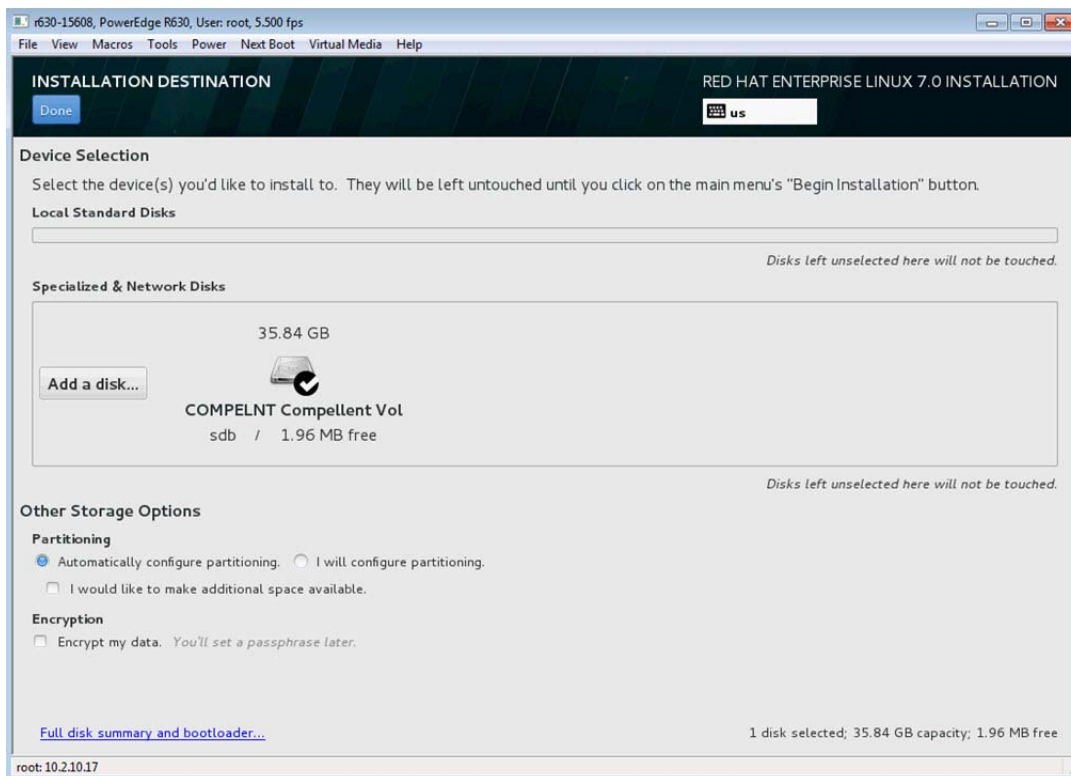 r630-15608, PowerEdge R630, User: root, 5.500 fps
File View Macros Tools Power Next Boot Virtual Media Help
INSTALLATION DESTINATION
RED HAT ENTERPRISE LINUX 7.0 INSTALLATION
Done
us
Device Selection
Select the device(s) you'd like to install to. They will be left untouched until you click on the main menu's "Begin Installation" button.
Local Standard Disks
Disks left unselected here will not be touched.
Specialized & Network Disks
35.84 GB
Add a disk...
COMPELNT Compellent Vol
sdb / 1.96 MB free
Disks left unselected here will not be touched.
Other Storage Options
Partitioning
Automatically configure partitioning. I will configure partitioning.
I would like to make additional space available.
Encryption
Encrypt my data. You'll set a passphrase later.
Full disk summary and bootloader...
1 disk selected; 35.84 GB capacity; 1.96 MB free
root: 10.2.10.17